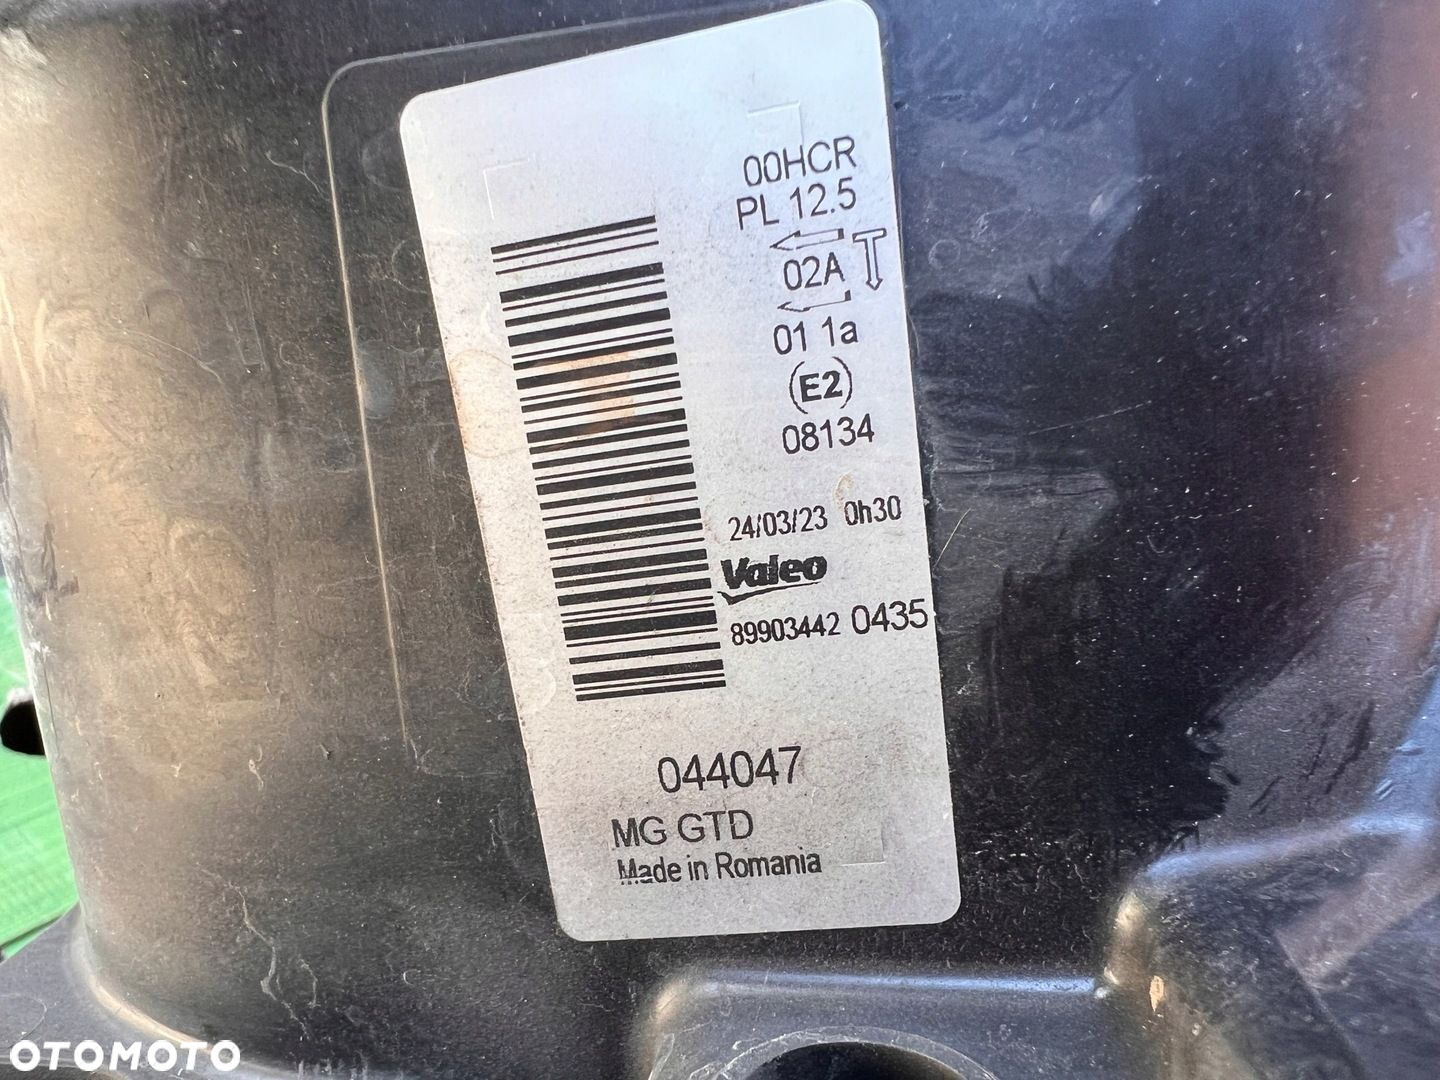 00HCR
PL 12.5
02A
01 1a
E2
08134
24/03/23 0h30
Valeo
89903442 0435
044047
MG GTD
Made in Romania
OTOMOTO